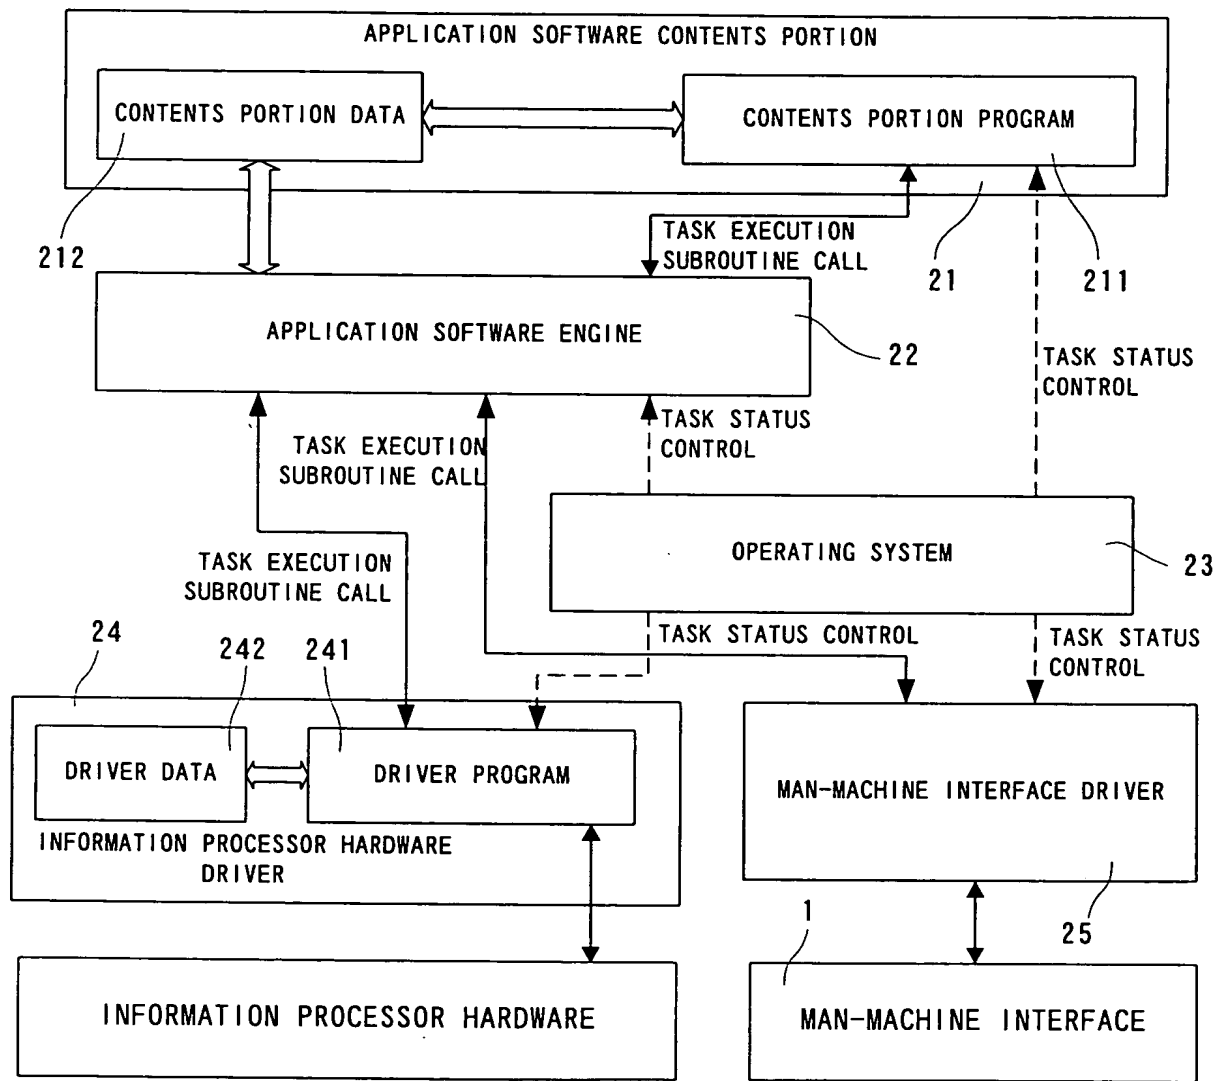 APPLICATION SOFTWARE CONTENTS PORTION
CONTENTS PORTION DATA
CONTENTS PORTION PROGRAM
212
TASK EXECUTION
SUBROUTINE CALL
21
211
APPLICATION SOFTWARE ENGINE
22
TASK STATUS
CONTROL
TASK STATUS
CONTROL
TASK EXECUTION
SUBROUTINE CALL
OPERATING SYSTEM
23
TASK EXECUTION
SUBROUTINE CALL
TASK STATUS CONTROL
TASK STATUS
CONTROL
24
242
241
DRIVER DATA
DRIVER PROGRAM
MAN-MACHINE INTERFACE DRIVER
INFORMATION PROCESSOR HARDWARE
DRIVER
1
25
INFORMATION PROCESSOR HARDWARE
MAN-MACHINE INTERFACE